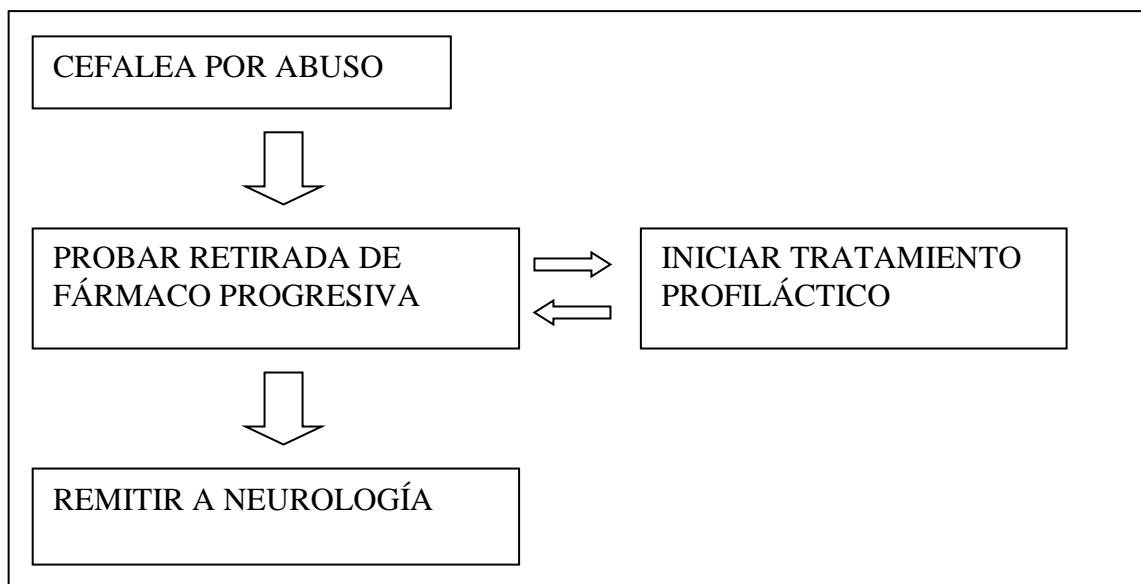 CEFALEA POR ABUSO
PROBAR RETIRADA DE
FÁRMACO PROGRESIVA
INICIAR TRATAMIENTO
PROFILÁCTICO
REMITIR A NEUROLOGÍA